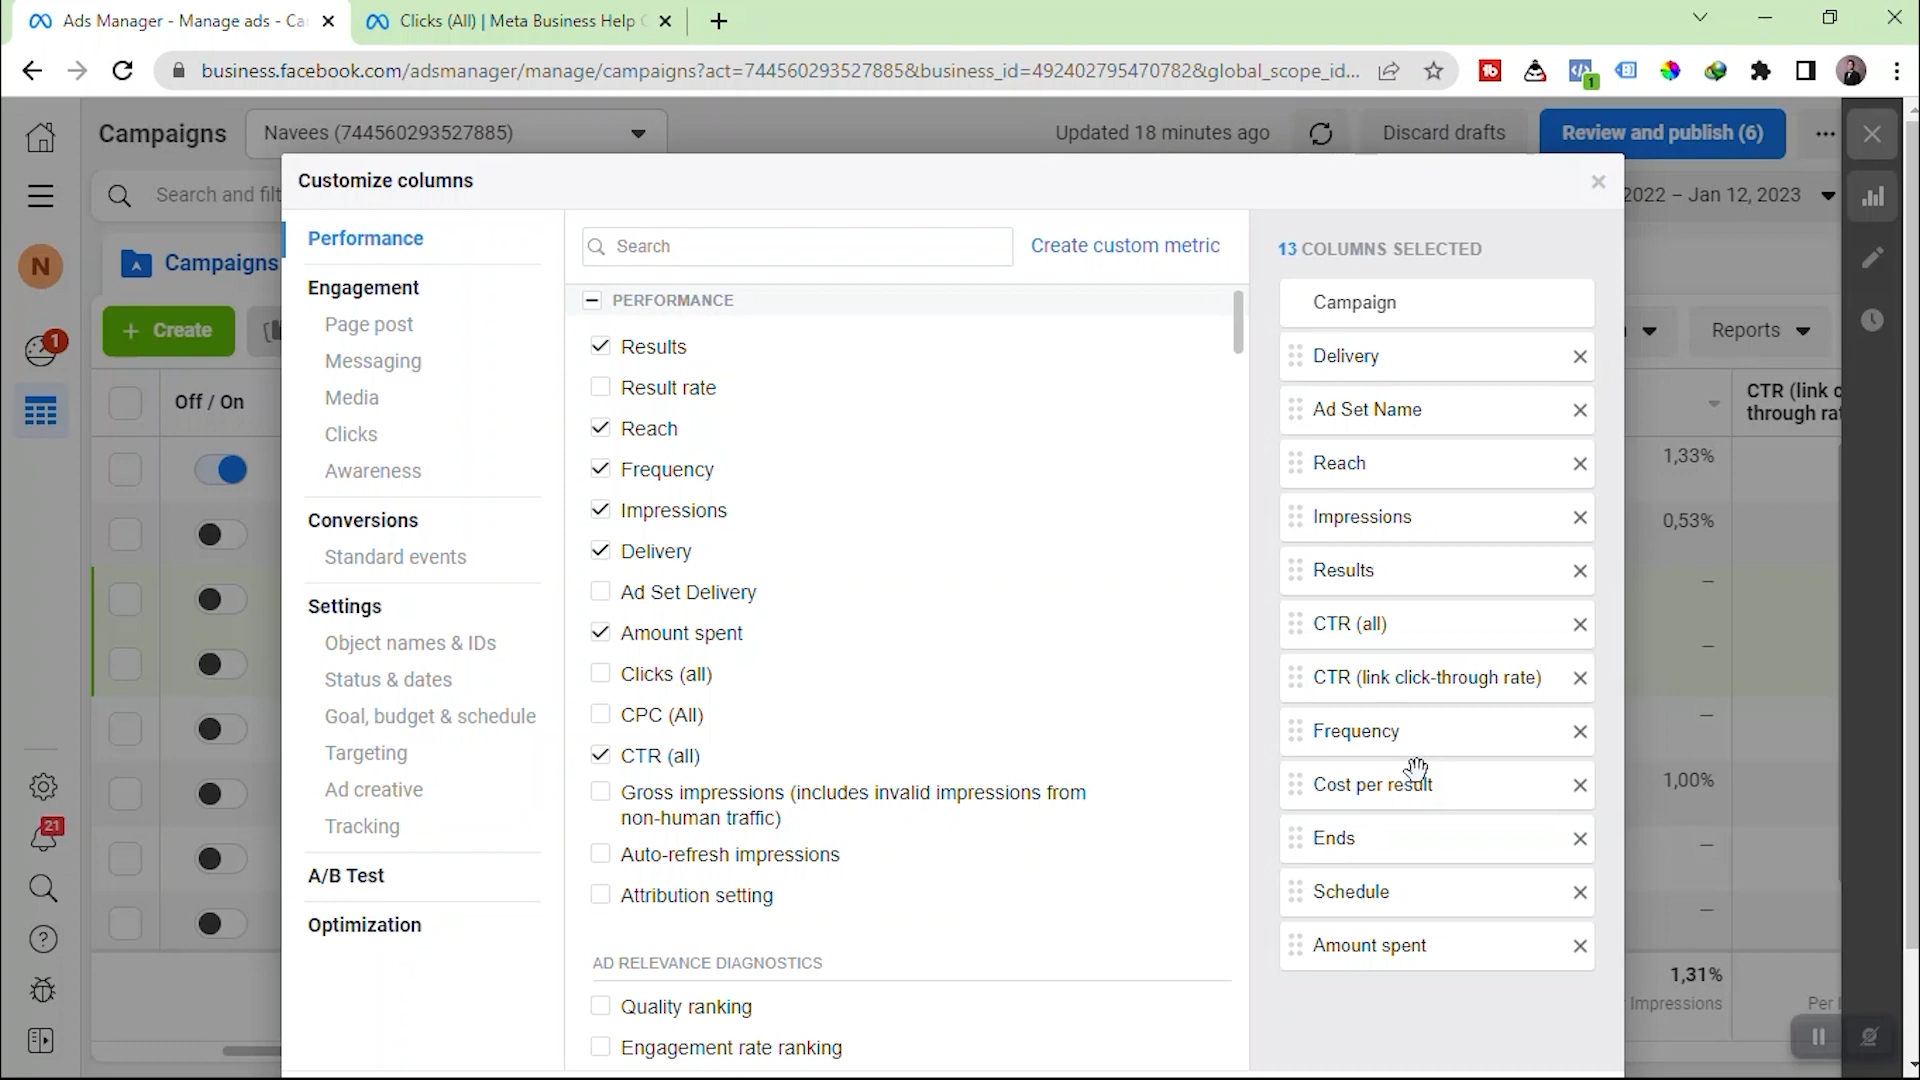 Ads Manager - Manage ads - Ca
Clicks (All) | Meta Business Help C
business.facebook.com/adsmanager/manage/campaigns?act=744560293527885&business_id=492402795470782&global_scope_id...
1
Campaigns
Navees (744560293527885)
Updated 18 minutes ago
Discard drafts
Review and publish (6)
Search and filt
2022 – Jan 12, 2023
N
Campaigns
1
+ Create
Reports
Off / On
CTR (link c
through rat
1,33%
0,53%
–
–
–
1,00%
–
–
1,31%
Impressions
Per I
21
Customize columns
Performance
Engagement
Page post
Messaging
Media
Clicks
Awareness
Conversions
Standard events
Settings
Object names & IDs
Status & dates
Goal, budget & schedule
Targeting
Ad creative
Tracking
A/B Test
Optimization
Search
Create custom metric
PERFORMANCE
Results
Result rate
Reach
Frequency
Impressions
Delivery
Ad Set Delivery
Amount spent
Clicks (all)
CPC (All)
CTR (all)
Gross impressions (includes invalid impressions from
non-human traffic)
Auto-refresh impressions
Attribution setting
AD RELEVANCE DIAGNOSTICS
Quality ranking
Engagement rate ranking
13 COLUMNS SELECTED
Campaign
Delivery
Ad Set Name
Reach
Impressions
Results
CTR (all)
CTR (link click-through rate)
Frequency
Cost per result
Ends
Schedule
Amount spent